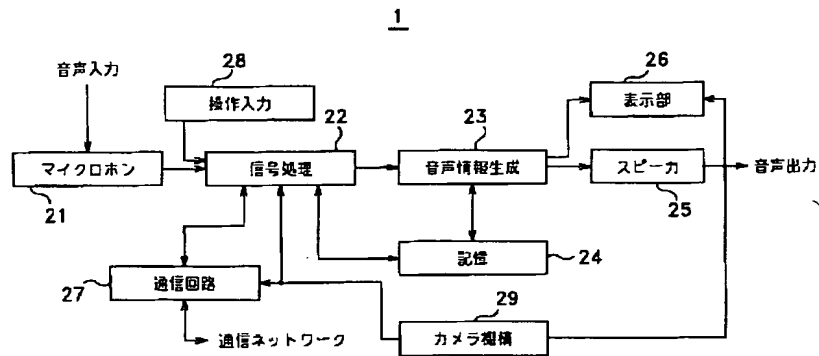 1
音声入力
28
操作入力
26
表示部
22
23
マイクロホン
信号処理
音声情報生成
スピーカ
音声出力
21
25
記憶
24
27
通信回路
29
カメラ機構
通信ネットワーク